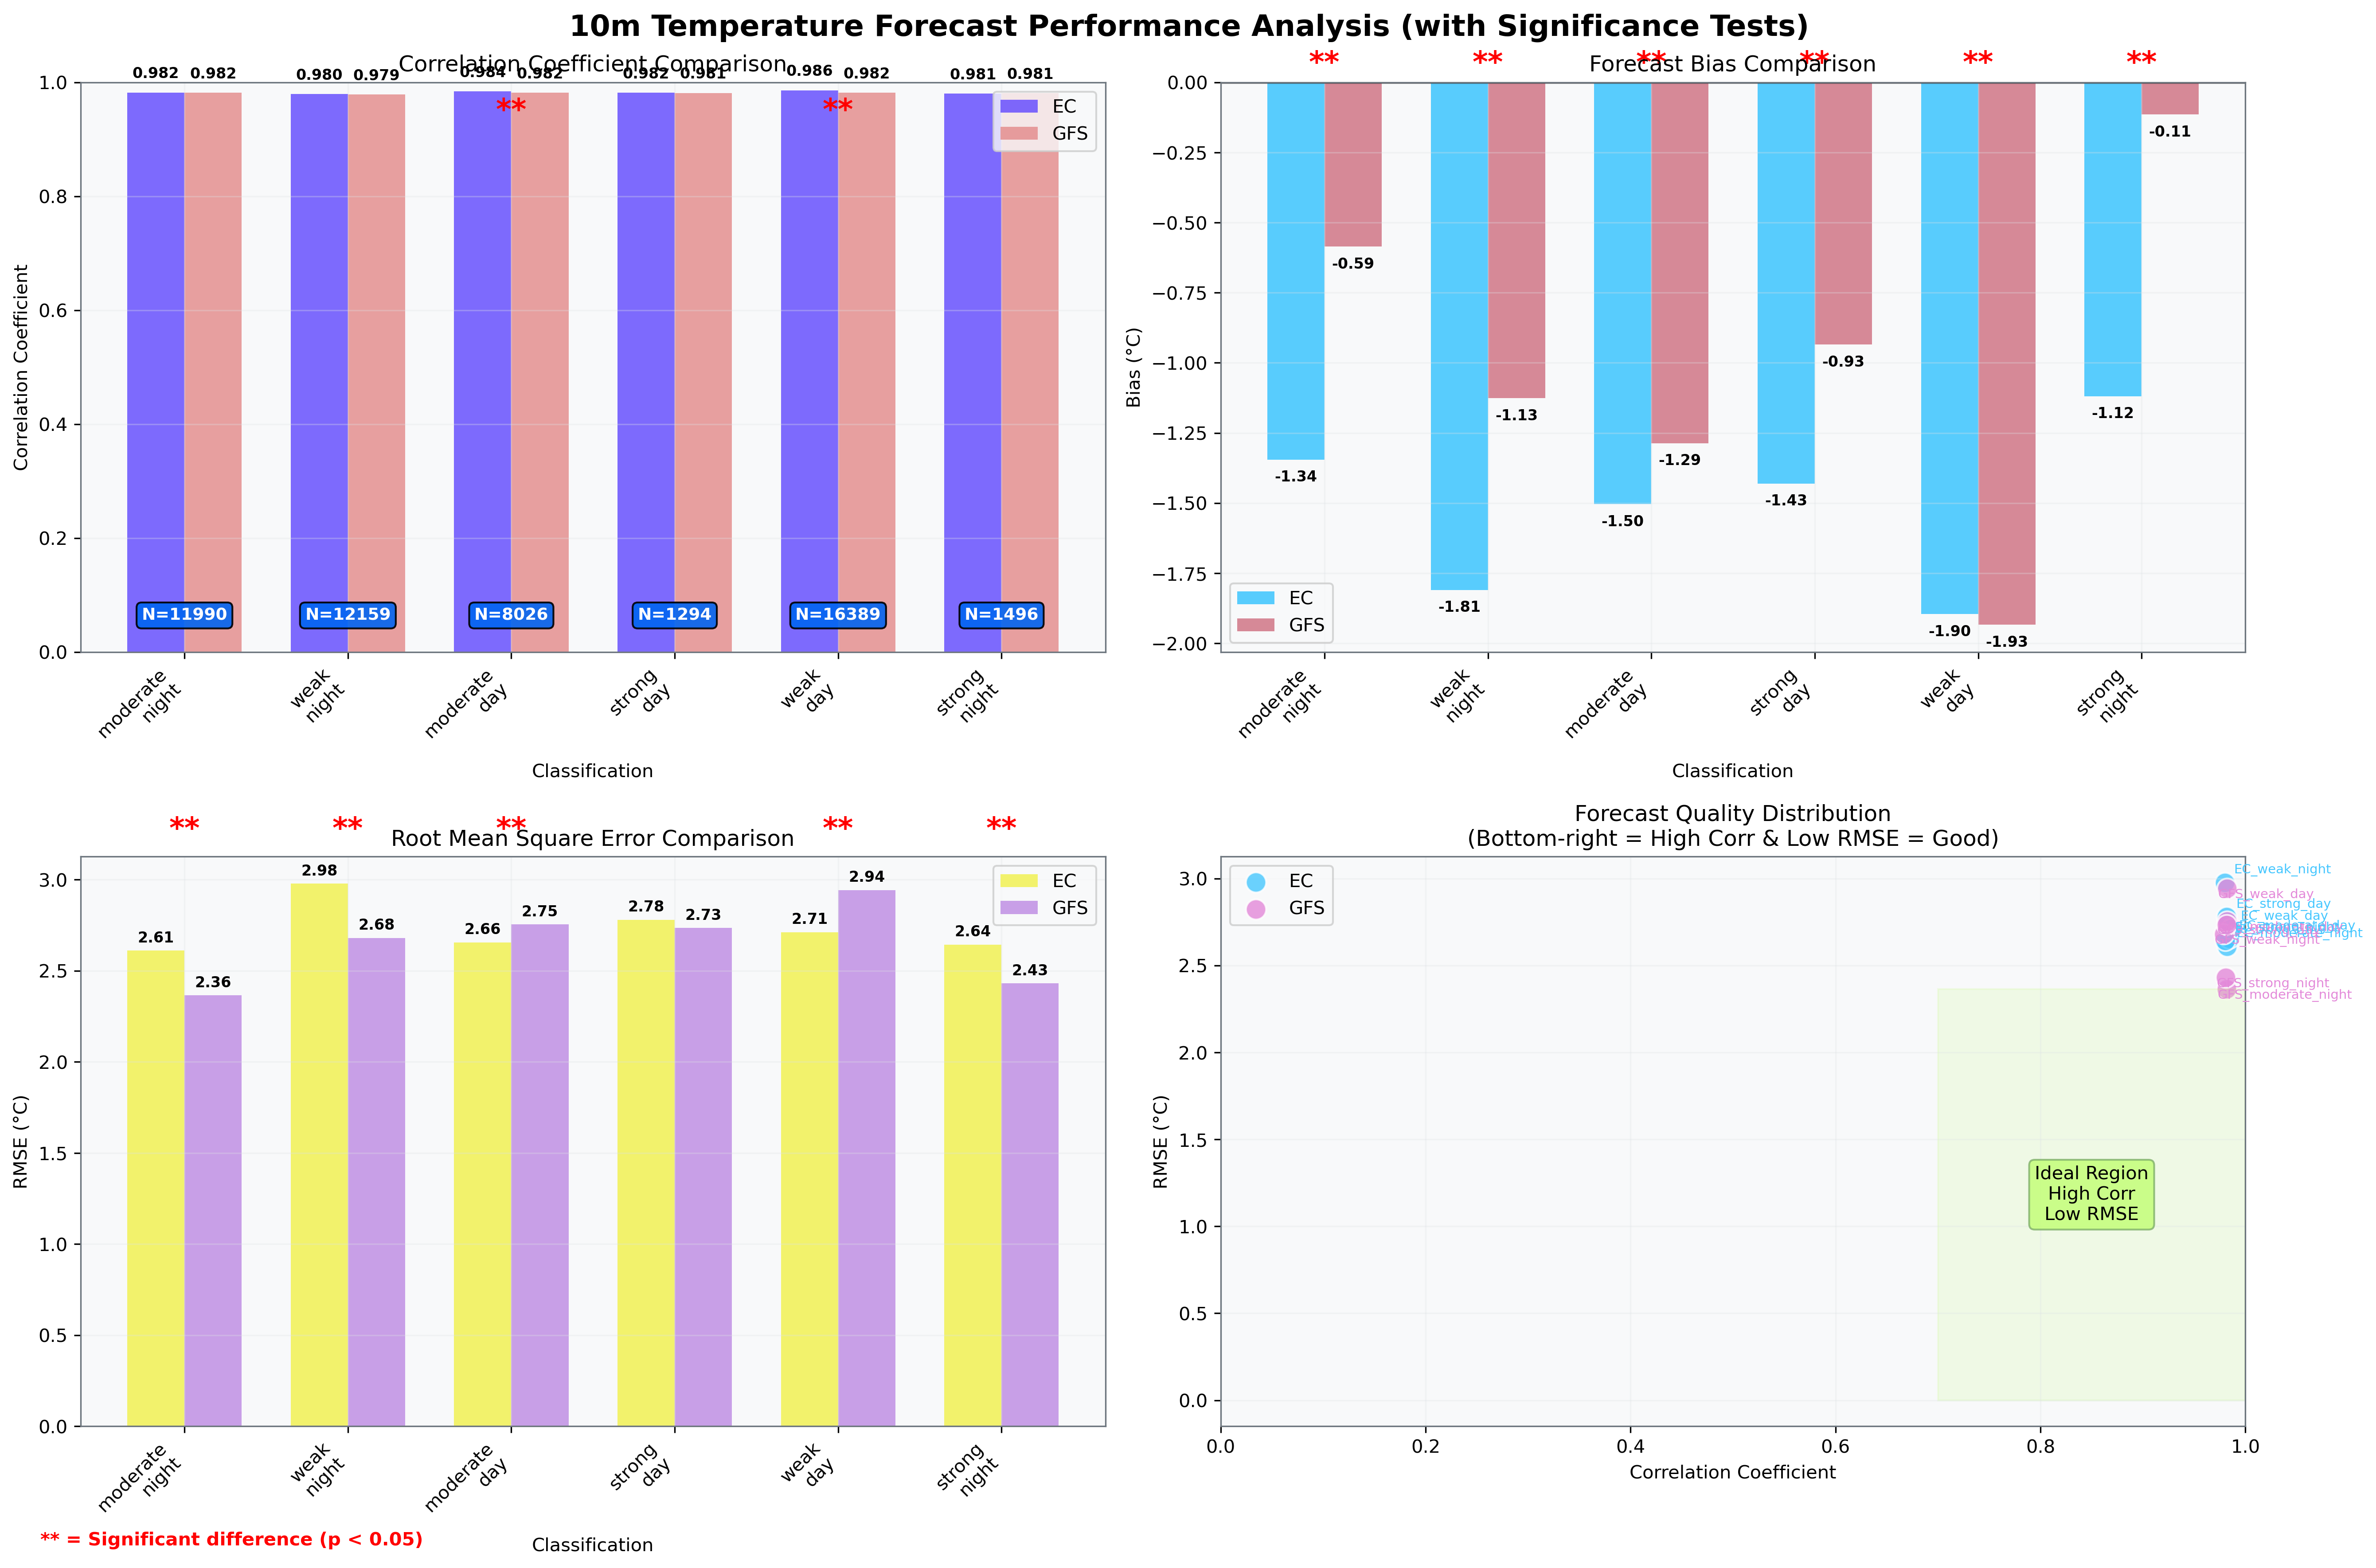 10m Temperature Forecast Performance Analysis (with Significance Tests)
Correlation Coefficient Comparison
0.982 0.982 0.980 0.979 0.984 0.982 0.982 0.981 0.986 0.982 0.981 0.981
** **
EC
GFS
1.0
0.8
0.6
0.4
0.2
0.0
Correlation Coefficient
N=11990 N=12159 N=8026 N=1294 N=16389 N=1496
moderate
night
weak
night
moderate
day
strong
day
weak
day
strong
night
Classification
** ** ** ** ** **
Forecast Bias Comparison
0.00
−0.25
−0.50
−0.75
−1.00
−1.25
−1.50
−1.75
−2.00
Bias (°C)
-1.34 -0.59
-1.81 -1.13
-1.50 -1.29
-1.43 -0.93
-1.90 -1.93
-1.12 -0.11
EC
GFS
moderate
night
weak
night
moderate
day
strong
day
weak
day
strong
night
Classification
** ** ** ** **
Root Mean Square Error Comparison
3.0
2.5
2.0
1.5
1.0
0.5
0.0
RMSE (°C)
2.61 2.36
2.98 2.68
2.66 2.75
2.78 2.73
2.71 2.94
2.64 2.43
EC
GFS
moderate
night
weak
night
moderate
day
strong
day
weak
day
strong
night
Classification
** = Significant difference (p < 0.05)
Forecast Quality Distribution
(Bottom-right = High Corr & Low RMSE = Good)
EC
GFS
3.0
2.5
2.0
1.5
1.0
0.5
0.0
RMSE (°C)
EC_weak_night
GFS_weak_day
EC_strong_day
EC_weak_day
_weak_night
GFS_strong_night
GFS_moderate_night
Ideal Region
High Corr
Low RMSE
0.0 0.2 0.4 0.6 0.8 1.0
Correlation Coefficient